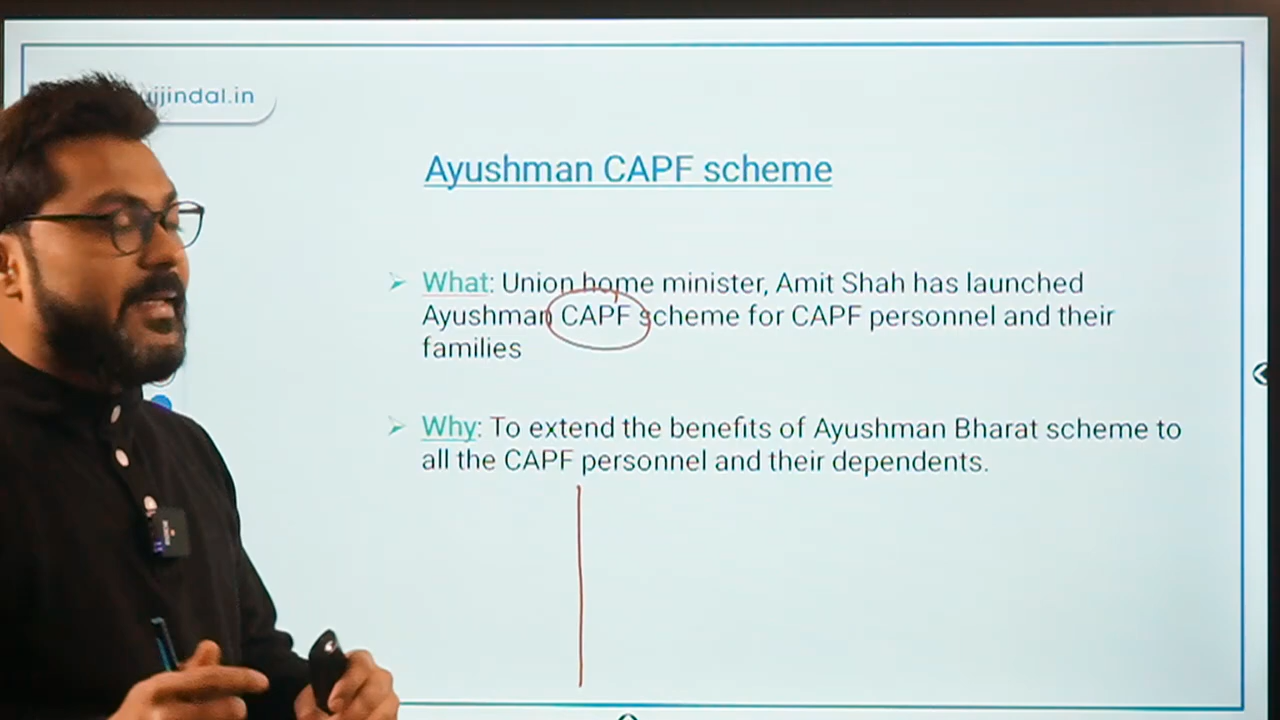 ujjindal.in
Ayushman CAPF scheme
What: Union home minister, Amit Shah has launched
Ayushman CAPF scheme for CAPF personnel and their
families
Why: To extend the benefits of Ayushman Bharat scheme to
all the CAPF personnel and their dependents.